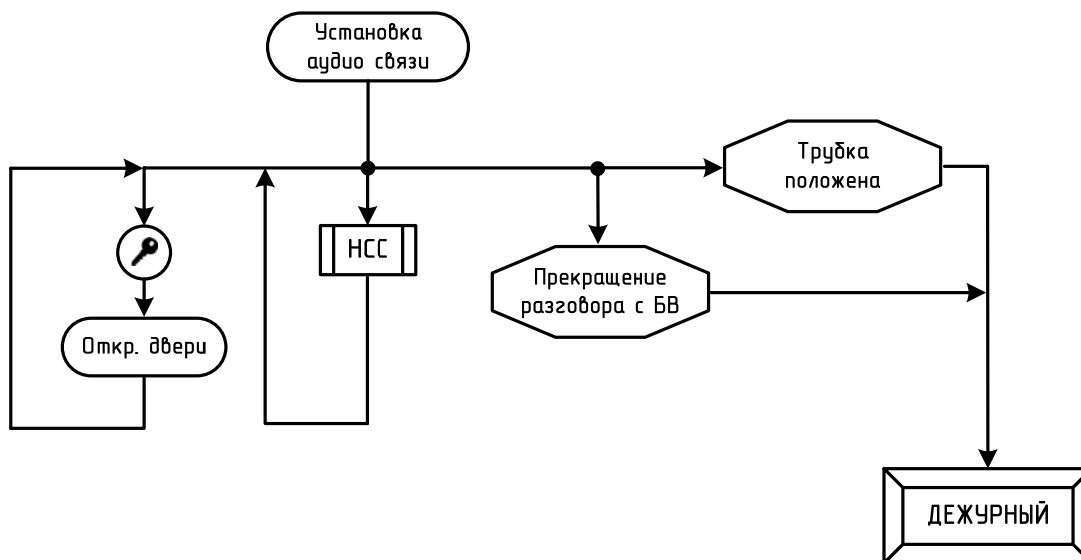 Установка
аудио связи
Трубка
положена
НСС
Прекращение
разговора с БВ
Откр. двери
ДЕЖУРНЫЙ